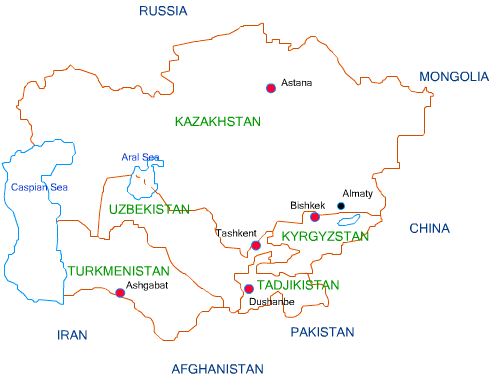 RUSSIA
MONGOLIA
Astana
KAZAKHSTAN
Aral Sea
Caspian Sea
Almaty
Bishkek
UZBEKISTAN
CHINA
Tashkent
KYRGYZSTAN
TURKMENISTAN
Ashgabat
TADJIKISTAN
Dushanbe
IRAN
PAKISTAN
AFGHANISTAN